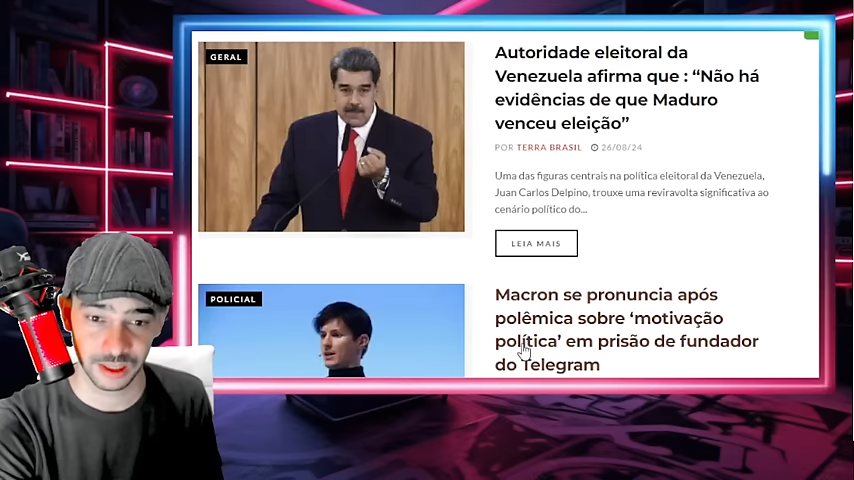 GERAL
Autoridade eleitoral da
Venezuela afirma que : “Não há
evidências de que Maduro
venceu eleição”
POR TERRA BRASIL 26/08/24
Uma das figuras centrais na política eleitoral da Venezuela,
Juan Carlos Delpino, trouxe uma reviravolta significativa ao
cenário político do...
LEIA MAIS
POLICIAL
Macron se pronuncia após
polêmica sobre ‘motivação
política’ em prisão de fundador
do Telegram